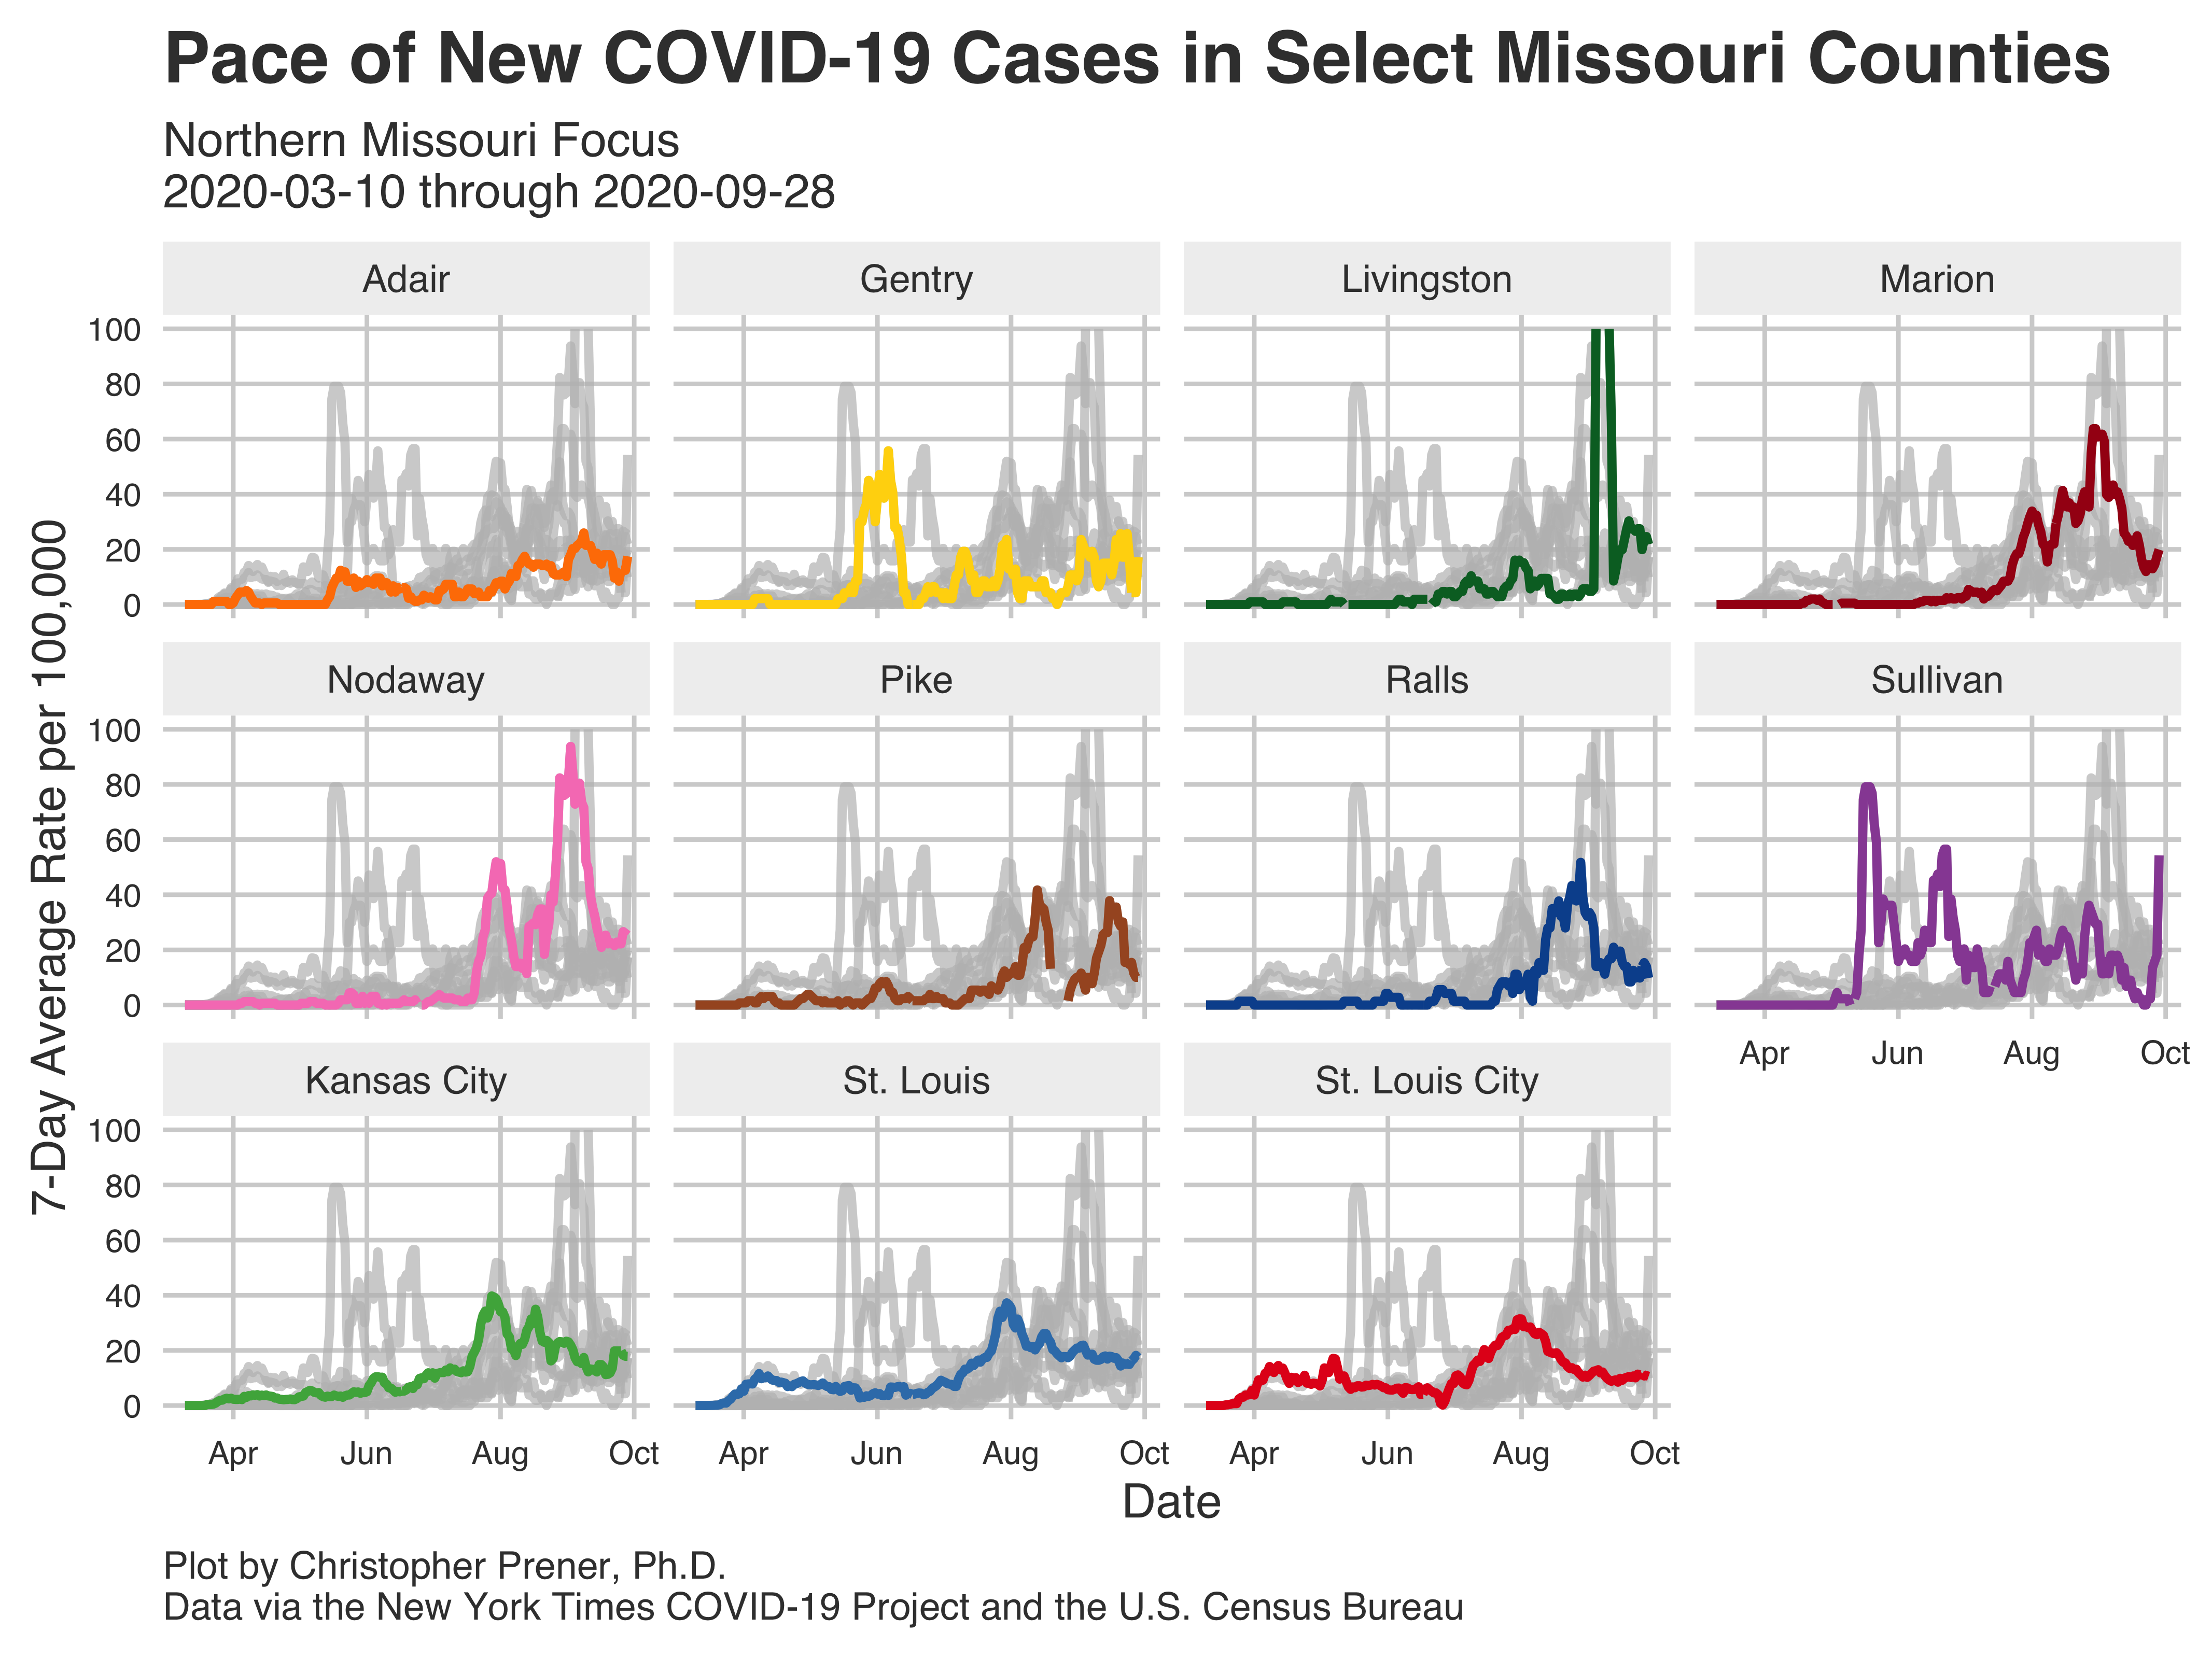 Pace of New COVID-19 Cases in Select Missouri Counties
Northern Missouri Focus
2020-03-10 through 2020-09-28
Adair
Gentry
Livingston
Marion
100
80
60
40
20
0
Nodaway
Pike
Ralls
Sullivan
100
80
60
40
20
0
Apr
Jun
Aug
Oct
Kansas City
St. Louis
St. Louis City
100
80
60
40
20
0
Apr
Jun
Aug
Oct
Apr
Jun
Aug
Oct
Apr
Jun
Aug
Oct
7-Day Average Rate per 100,000
Date
Plot by Christopher Prener, Ph.D.
Data via the New York Times COVID-19 Project and the U.S. Census Bureau